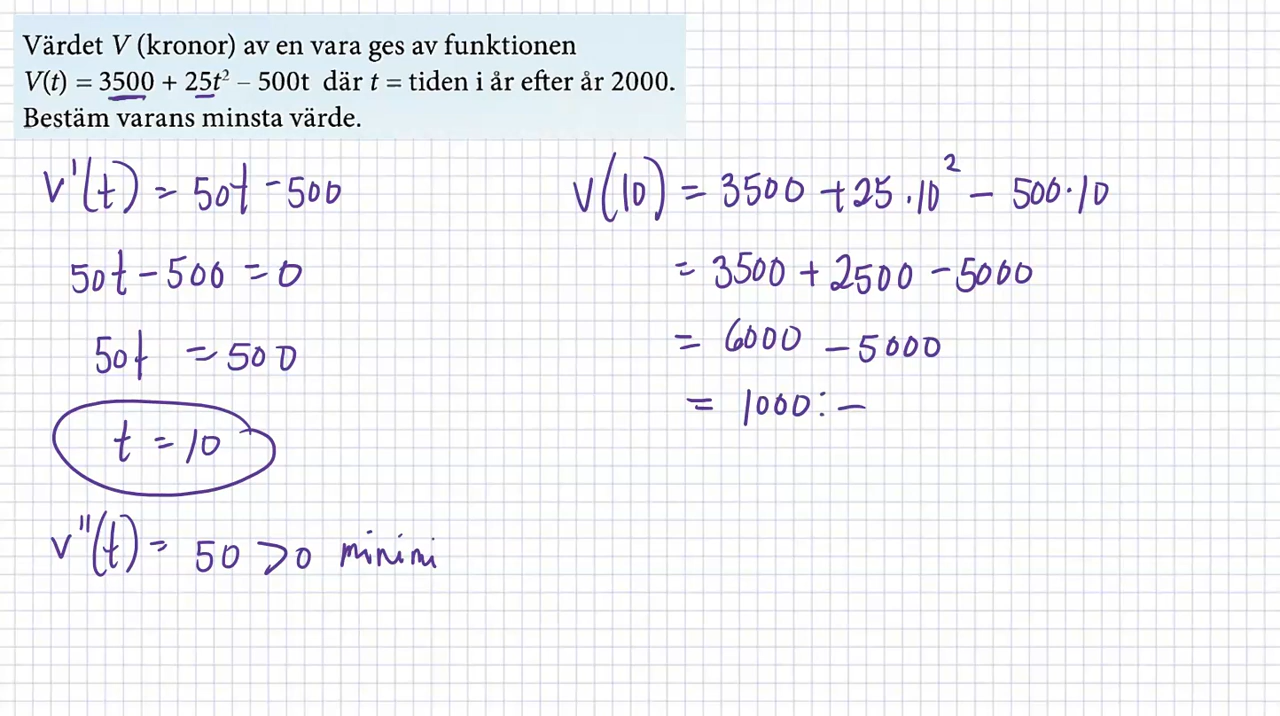 Värdet V (kronor) av en vara ges av funktionen
V(t) = 3500 + 25t² – 500t där t = tiden i år efter år 2000.
Bestäm varans minsta värde.
V'(t) = 50t - 500
50t - 500 = 0
50t = 500
t = 10
V''(t) = 50 > 0 minimi
V(10) = 3500 + 25 · 10² - 500 · 10
= 3500 + 2500 - 5000
= 6000 - 5000
= 1000:-